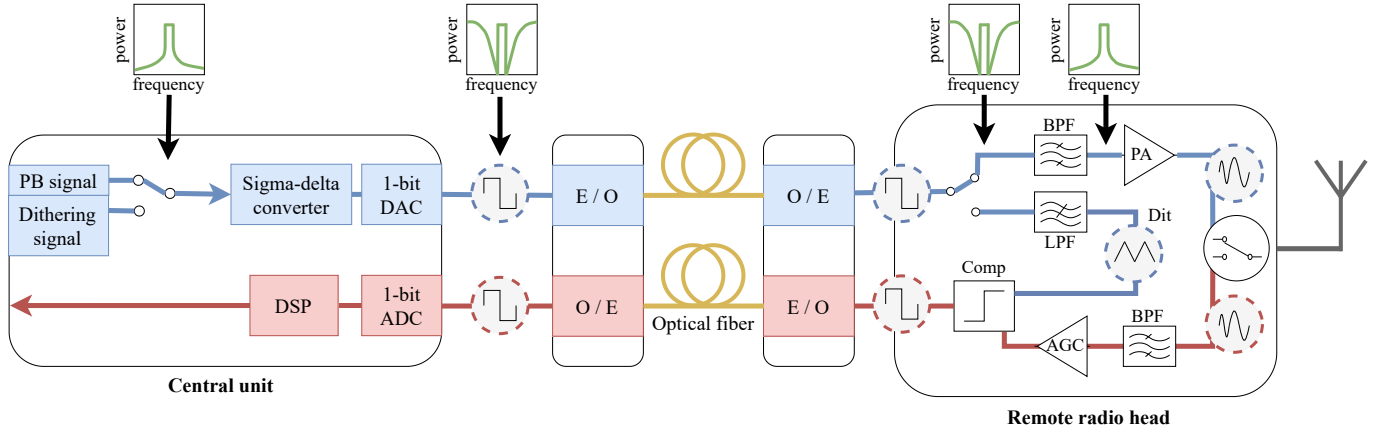 power
frequency
power
frequency
power
frequency
power
frequency
PB signal
Dithering
signal
Sigma-delta
converter
1-bit
DAC
E / O
O / E
BPF
PA
LPF
Dit
DSP
1-bit
ADC
O / E
Optical fiber
E / O
Comp
AGC
BPF
Central unit
Remote radio head